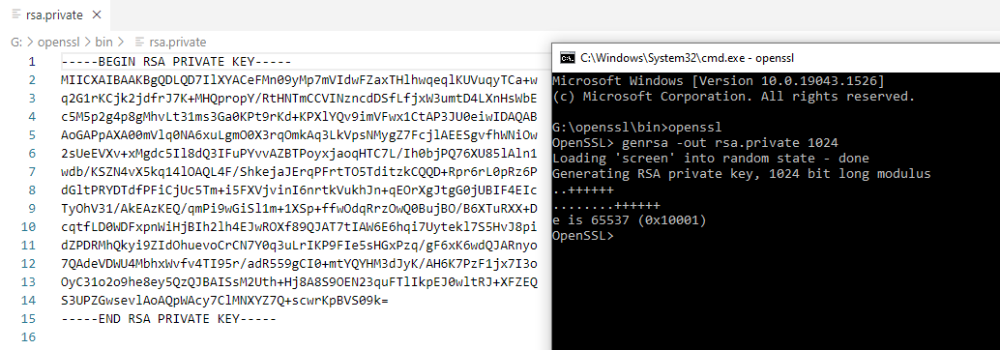 rsa.private
G: > openssl > bin > rsa.private
1 -----BEGIN RSA PRIVATE KEY-----
2 MIICXAIBAAKBgQDLQD7IlXYACeFMn09yMp7mVIdwFZaxTHlhwqeqlKUVuqyTCa+w
3 q2G1rKCjk2jdfrJ7K+MHQpropY/RtHNTmCCVINzncdDSfLfjxW3umtD4LXnHsWbE
4 c5M5p2g4p8gMhvLt31ms3Ga0KPt9rKd+KPXlYQv9imVFwx1CtAP3JU0eiwIDAQAB
5 AoGAPpAXA00mVlq0NA6xuLgmO0X3rqOmkAq3LkVpsNMygZ7FcjlAEESgvfhWNiOw
6 2sUeEVXv+xMgdc5Il8dQ3IFuPYvvAZBTPoyxjaoqHTC7L/Ih0bjPQ76XU85lAln1
7 wdb/KSZN4vX5kq14lOAQL4F/ShkejaJErqPFrtTO5TditzkCQQD+Rpr6rL0pRz6P
8 dGltPRYDTdfPFiCjUc5Tm+i5FXVjvinI6nrtkVukhJn+qEOrXgJtgG0jUBIF4EIc
9 TyOhV31/AkEAzKEQ/qmPi9wGiSl1m+1XSp+ffwOdqRrzOwQ0BujBO/B6XTuRXX+D
10 cqtfLD0WDFxpnWiHjBIh2lh4EJwROXf89QJAT7tIAW6E6hqi7Uytekl7S5HvJ8pi
11 dZPDRMhQkyi9ZIdOhuevoCrCN7Y0q3uLrIKP9FIe5sHGxPzq/gF6xK6wdQJARnyo
12 7QAdeVDWU4MbhxWvfv4TI95r/adR559gCI0+mtYQYHM3dJyK/AH6K7PzF1jx7I3o
13 OyC31o2o9he8ey5QzQJBAISsM2Uth+Hj8A8S9OEN23quFTlIkpEJ0wltRJ+XFZEQ
14 S3UPZGwsevlAoAQpWAcy7ClMNXYZ7Q+scwrKpBVS09k=
15 -----END RSA PRIVATE KEY-----
16
C:\Windows\System32\cmd.exe - openssl
Microsoft Windows [Version 10.0.19043.1526]
(c) Microsoft Corporation. All rights reserved.
G:\openssl\bin>openssl
OpenSSL> genrsa -out rsa.private 1024
Loading 'screen' into random state - done
Generating RSA private key, 1024 bit long modulus
..++++++
........++++++
e is 65537 (0x10001)
OpenSSL>